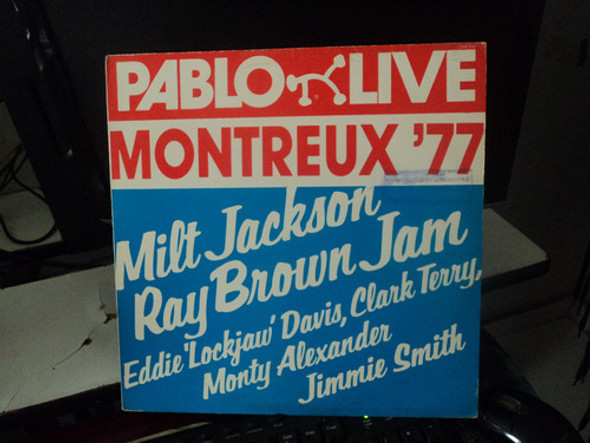 PABLO LIVE
MONTREUX '77
Milt Jackson
Ray Brown Jam
Eddie 'Lockjaw' Davis, Clark Terry,
Monty Alexander
Jimmie Smith